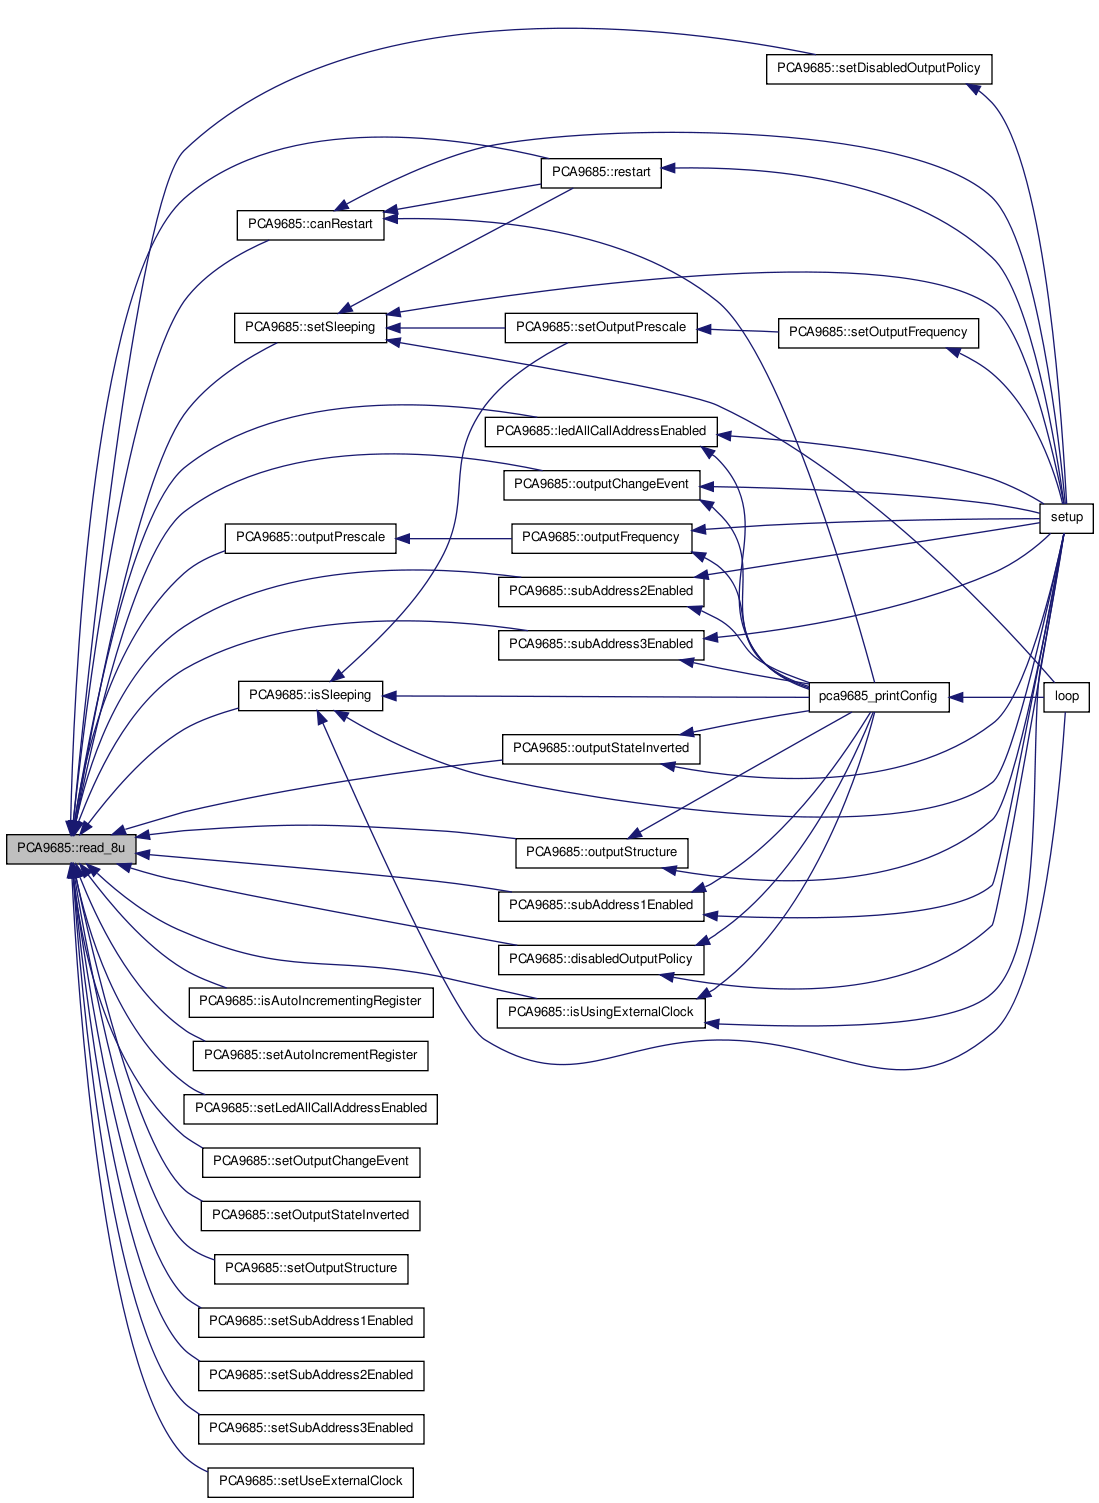 PCA9685::setDisabledOutputPolicy
PCA9685::restart
PCA9685::canRestart
PCA9685::setSleeping
PCA9685::setOutputPrescale
PCA9685::setOutputFrequency
PCA9685::ledAllCallAddressEnabled
PCA9685::outputChangeEvent
setup
PCA9685::outputPrescale
PCA9685::outputFrequency
PCA9685::subAddress2Enabled
PCA9685::subAddress3Enabled
PCA9685::isSleeping
pca9685_printConfig
loop
PCA9685::outputStateInverted
PCA9685::read_8u
PCA9685::outputStructure
PCA9685::subAddress1Enabled
PCA9685::disabledOutputPolicy
PCA9685::isAutoIncrementingRegister
PCA9685::isUsingExternalClock
PCA9685::setAutoIncrementRegister
PCA9685::setLedAllCallAddressEnabled
PCA9685::setOutputChangeEvent
PCA9685::setOutputStateInverted
PCA9685::setOutputStructure
PCA9685::setSubAddress1Enabled
PCA9685::setSubAddress2Enabled
PCA9685::setSubAddress3Enabled
PCA9685::setUseExternalClock